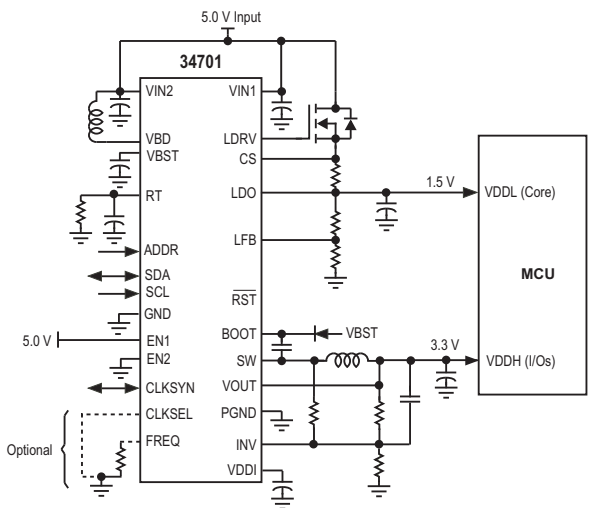 5.0 V Input
34701
VIN2
VIN1
VBD
LDRV
VBST
CS
RT
LDO
1.5 V
VDDL (Core)
LFB
ADDR
SDA
SCL
MCU
RST
GND
BOOT
VBST
5.0 V
EN1
3.3 V
EN2
SW
VDDH (I/Os)
CLKSYN
VOUT
CLKSEL
PGND
Optional
FREQ
INV
VDDI